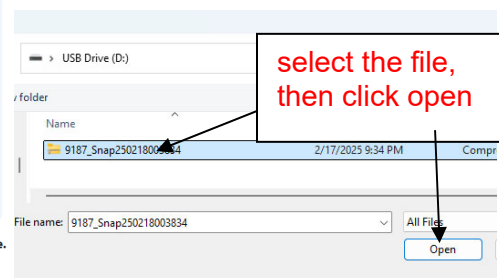 USB Drive (D:)
select the file,
then click open
folder
Name
9187_Snap250218003834 2/17/2025 9:34 PM Compr
File name: 9187_Snap250218003834 All Files
Open
e.